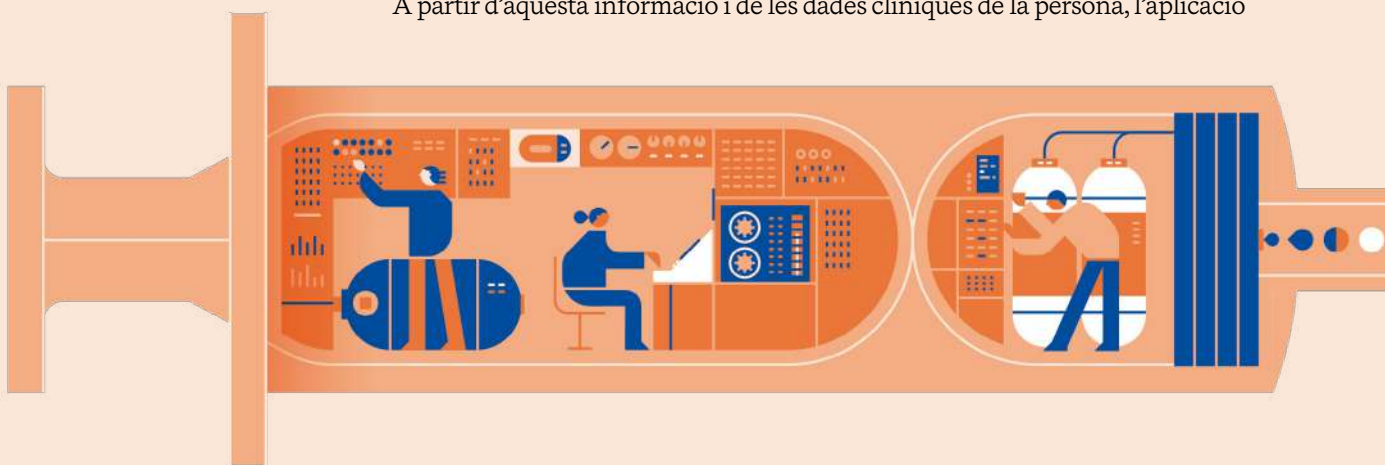 A partir d'aquesta informació i de les dades clíniques de la persona, l'aplicació